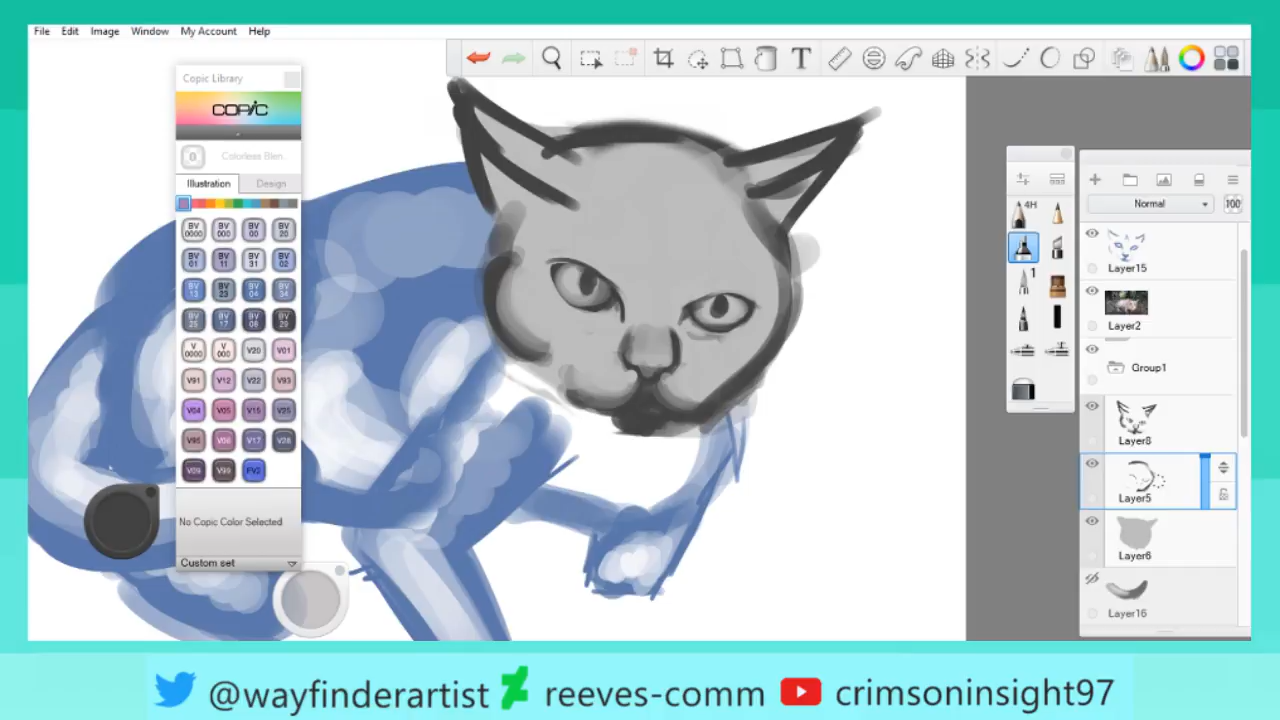 File Edit Image Window My Account Help
Copic Library
COPIC
0 Colorless Blen
Illustration Design
BV 0000 BV 000 BV 00 BV 20
BV 01 BV 11 BV 31 BV 02
BV 13 BV 23 BV 04 BV 34
BV 25 BV 17 BV 08 BV 29
V 0000 V 000 V20 V01
V91 V12 V22 V93
V04 V05 V15 V25
V95 V06 V17 V28
V09 V99 FV2
No Copic Color Selected
Custom set
T
4H
1
Normal 100
Layer15
Layer2
Group1
Layer8
Layer5
Layer6
Layer16
@wayfinderartist reeves-comm crimsoninsight97